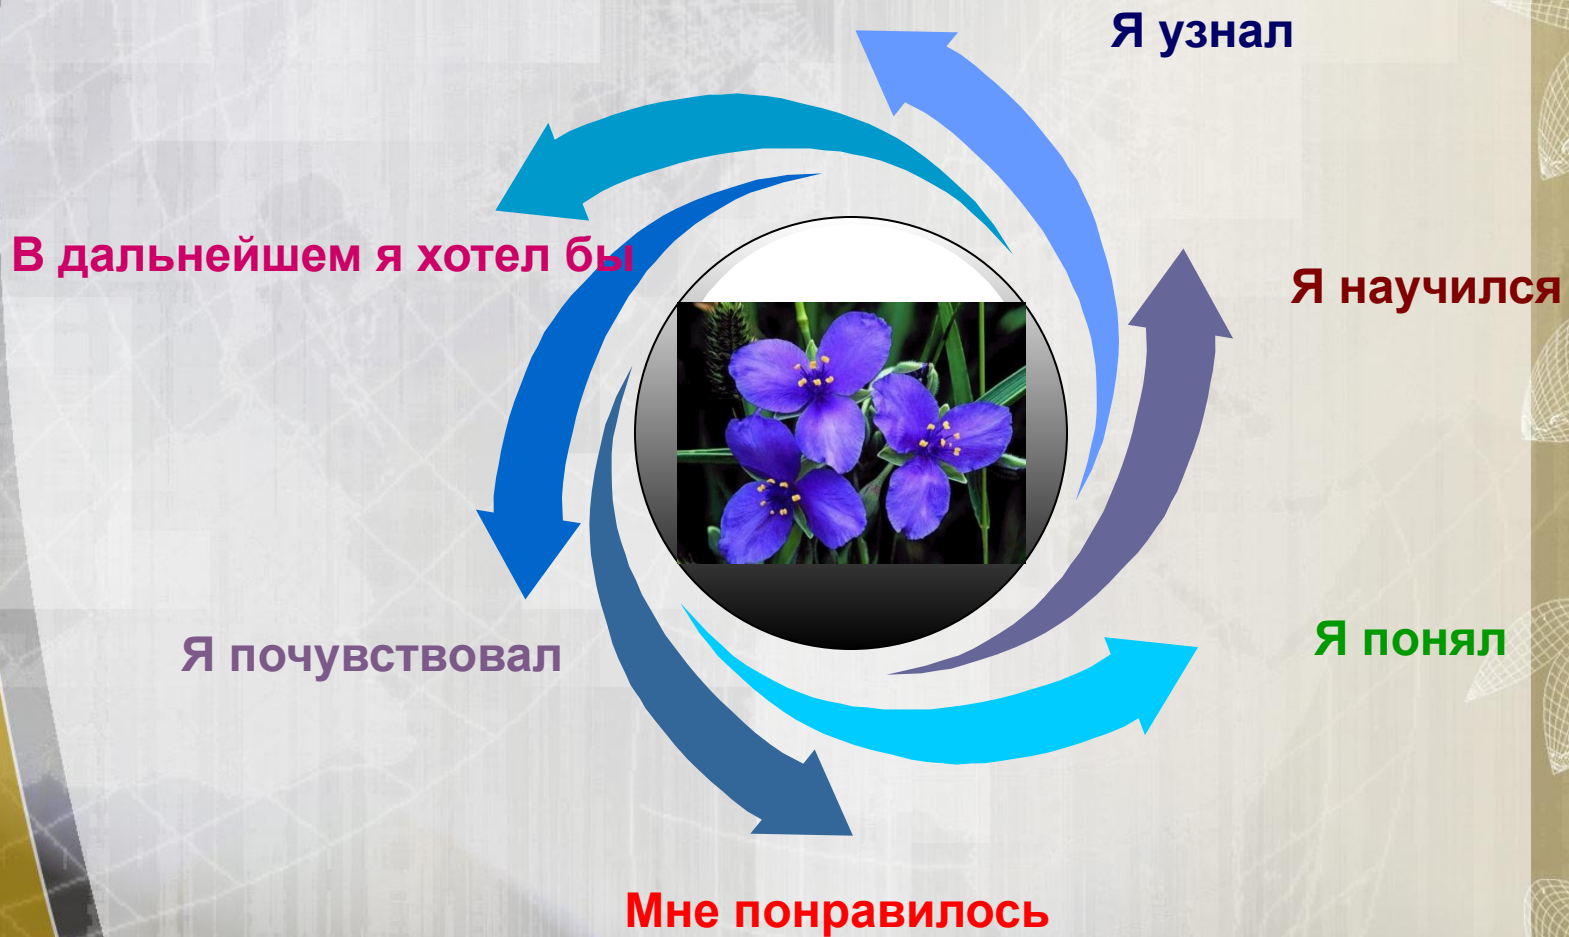 Я узнал
В дальнейшем я хотел бы
Я научился
Я понял
Я почувствовал
Мне понравилось